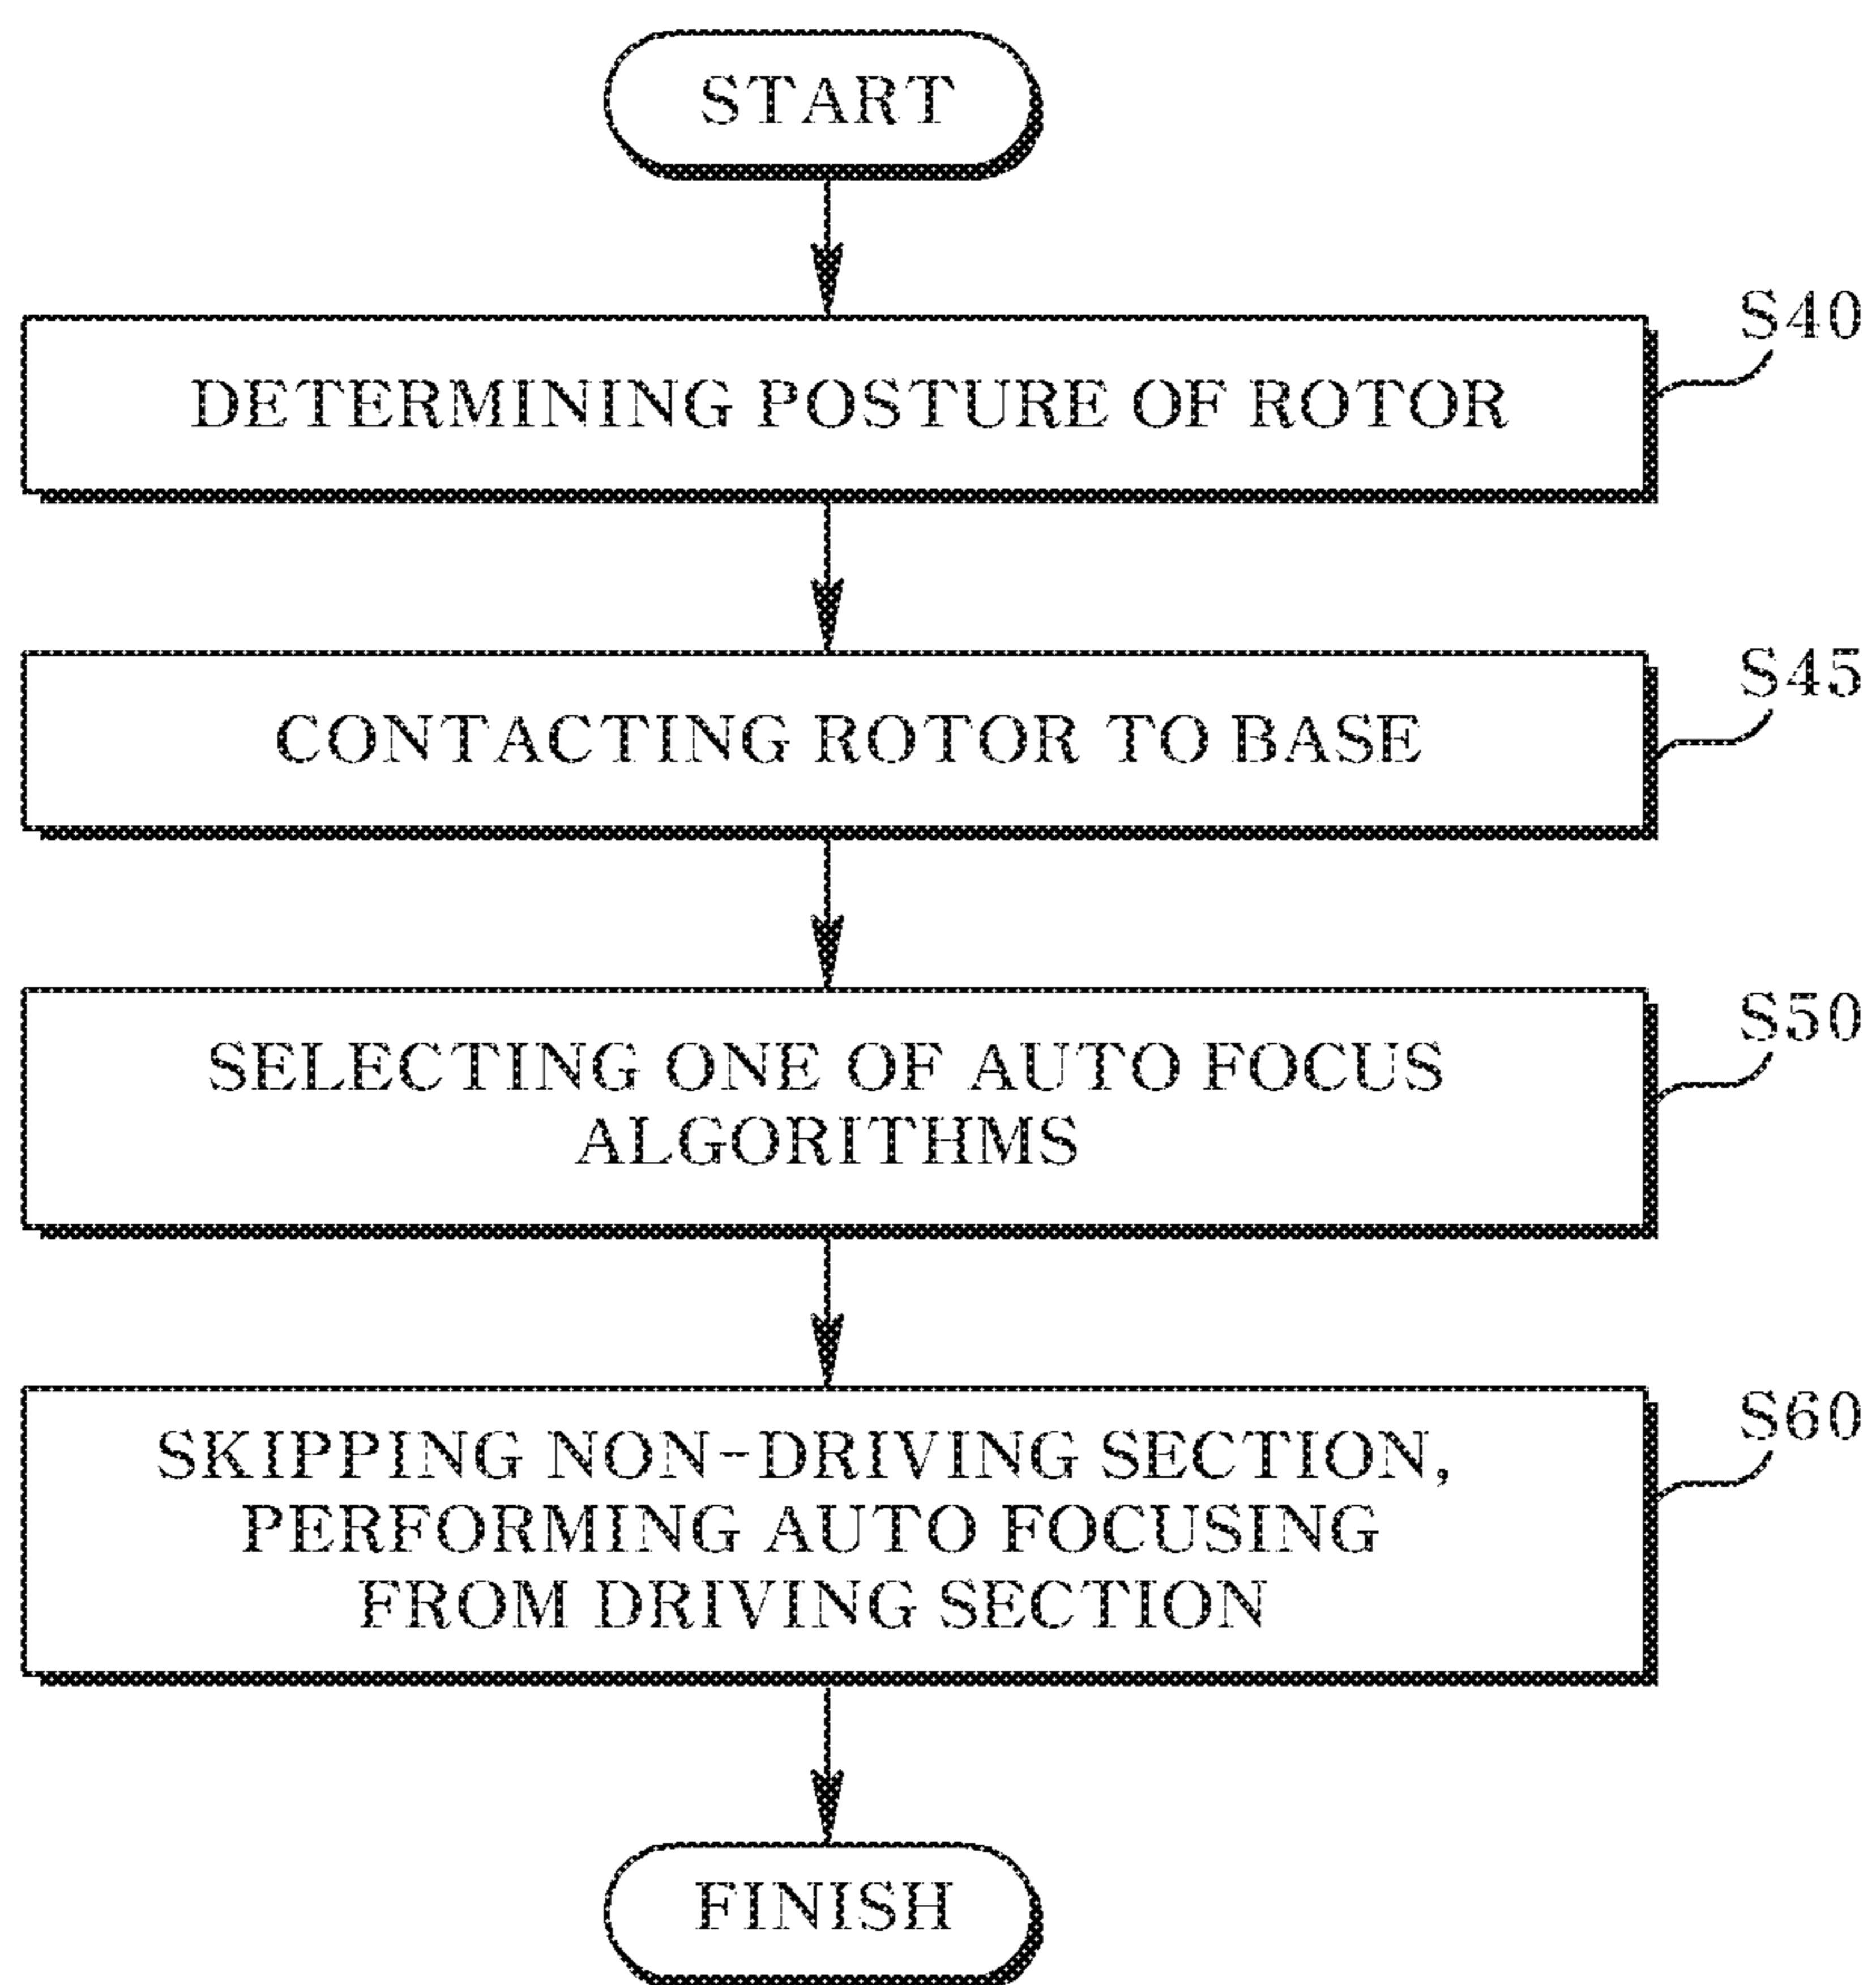 START
S40
DETERMINING POSTURE OF ROTOR
S45
CONTACTING ROTOR TO BASE
S50
SELECTING ONE OF AUTO FOCUS
ALGORITHMS
S60
SKIPPING NON-DRIVING SECTION,
PERFORMING AUTO FOCUSING
FROM DRIVING SECTION
FINISH